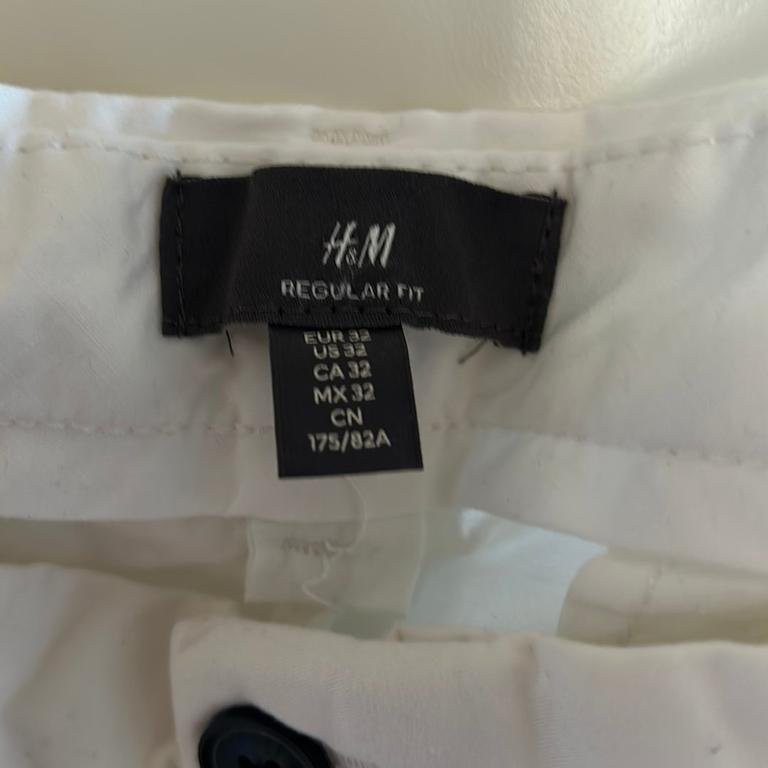 H&M
REGULAR FIT
EUR 32
US 32
CA 32
MX 32
CN
175/82A